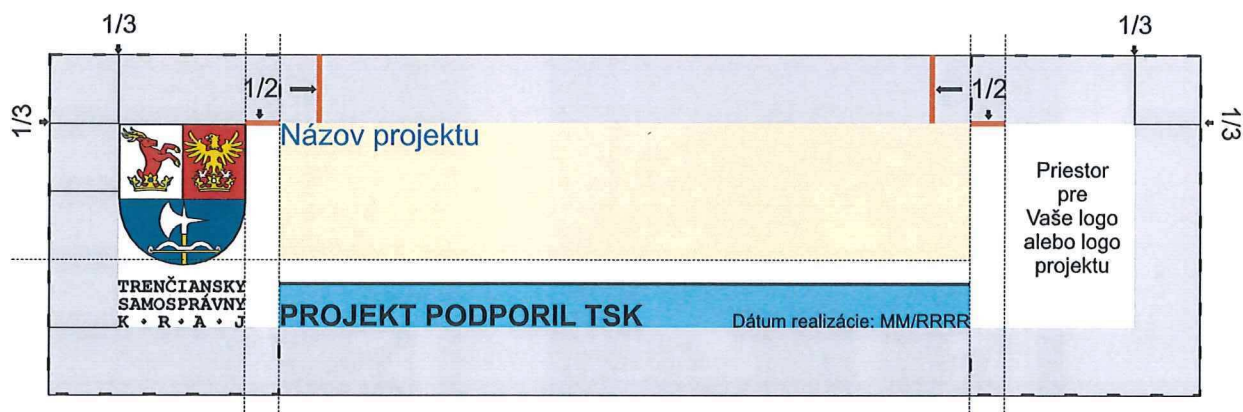 1/3
1/3
1/2
1/2
1/3
1/3
Názov projektu
Priestor
pre
Vaše logo
alebo logo
projektu
TRENČIANSKY
SAMOSPRÁVNY
K · R · A · J
PROJEKT PODPORIL TSK
Dátum realizácie: MM/RRRR